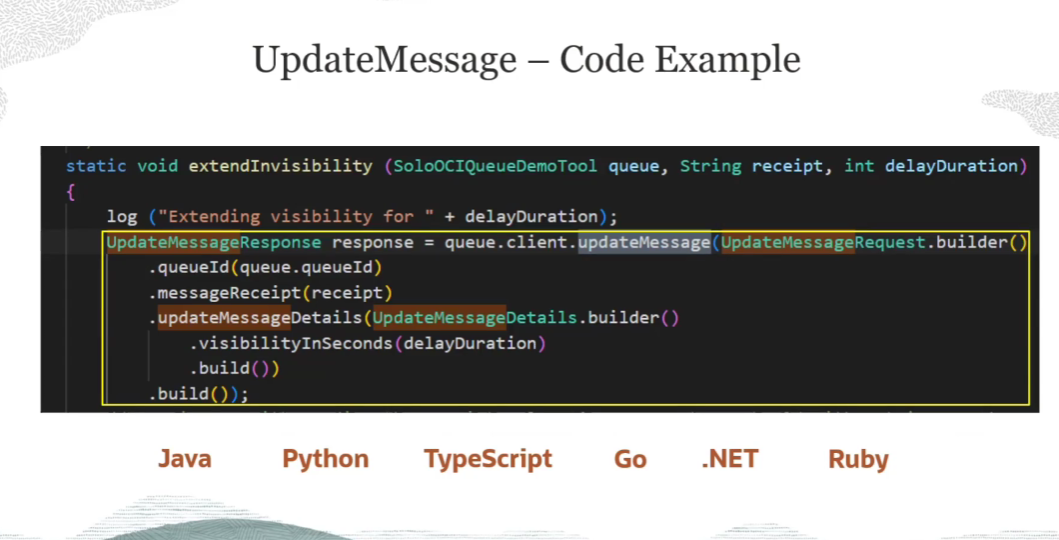 UpdateMessage – Code Example
static void extendInvisibility (SoloOCIQueueDemoTool queue, String receipt, int delayDuration)
{
log ("Extending visibility for " + delayDuration);
UpdateMessageResponse response = queue.client.updateMessage(UpdateMessageRequest.builder()
.queueId(queue.queueId)
.messageReceipt(receipt)
.updateMessageDetails(UpdateMessageDetails.builder()
.visibilityInSeconds(delayDuration)
.build())
.build());
Java Python TypeScript Go .NET Ruby